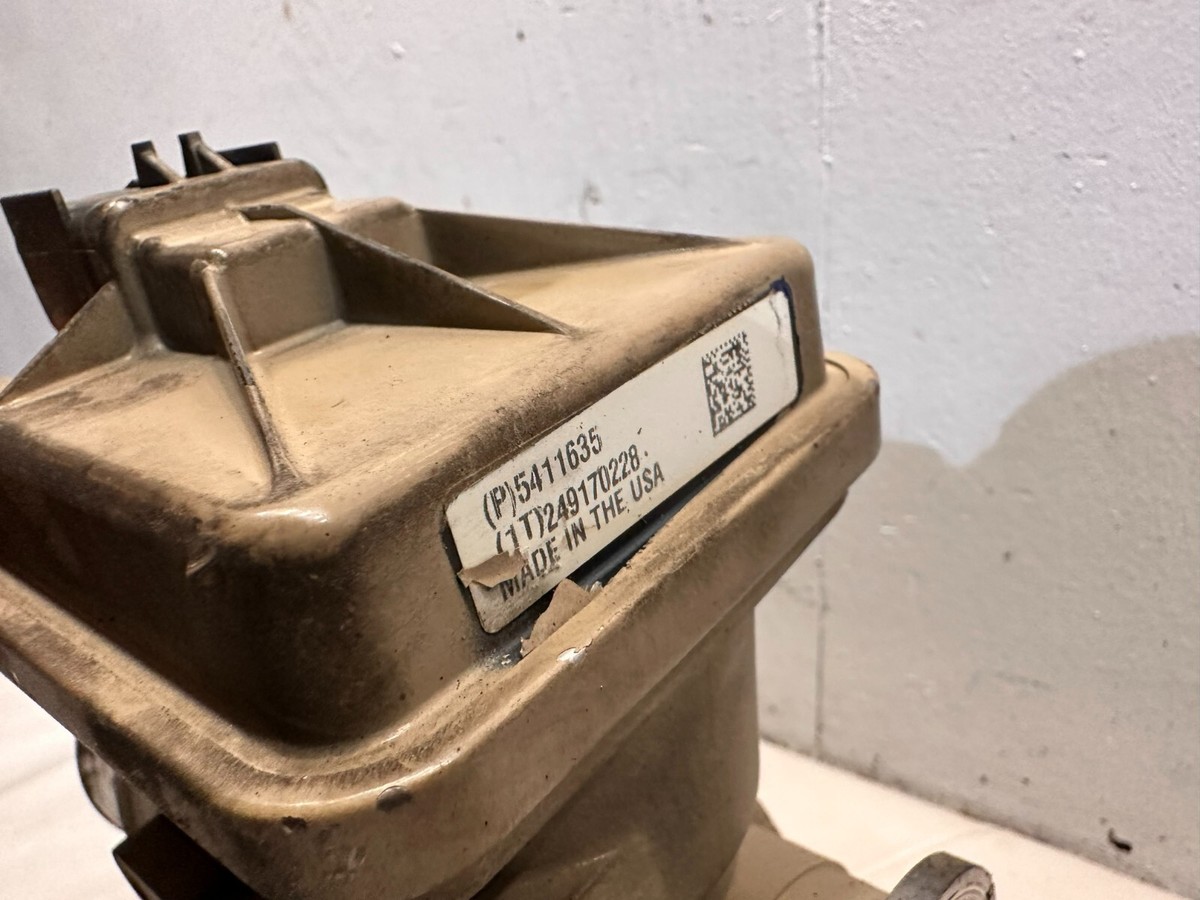 (P)5411635
(1T)249170228.
MADE IN THE USA